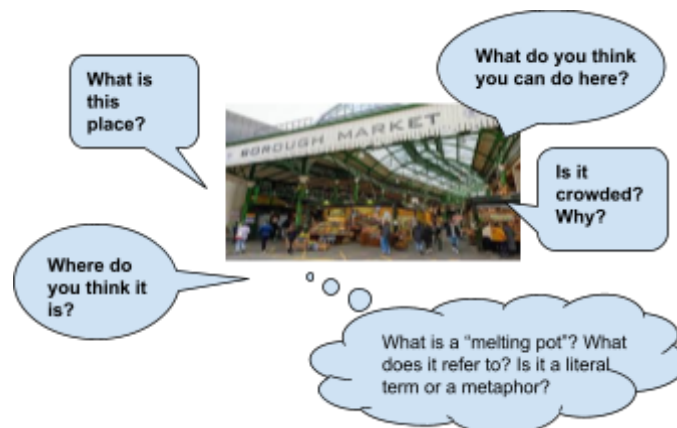 What is
this
place?
What do you think
you can do here?
BOROUGH MARKET
Is it
crowded?
Why?
Where do
you think it
is?
What is a “melting pot”? What
does it refer to? Is it a literal
term or a metaphor?